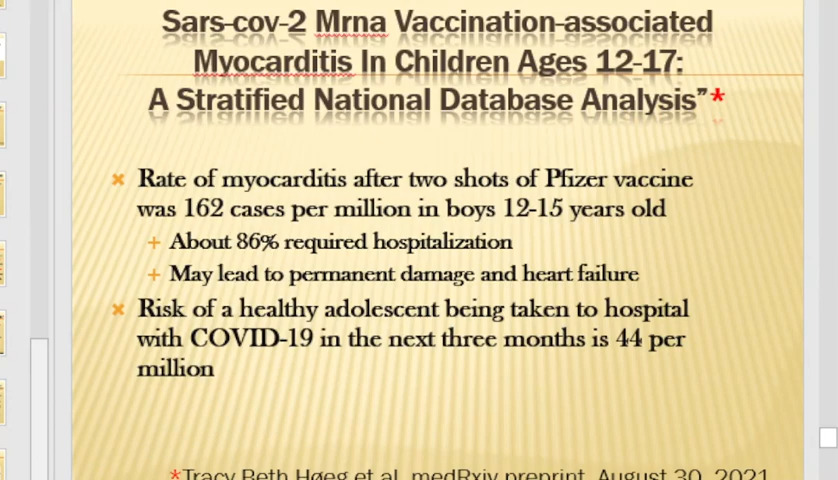 Sars-cov-2 Mrna Vaccination-associated
Myocarditis In Children Ages 12-17:
A Stratified National Database Analysis”*
Rate of myocarditis after two shots of Pfizer vaccine
was 162 cases per million in boys 12-15 years old
About 86% required hospitalization
May lead to permanent damage and heart failure
Risk of a healthy adolescent being taken to hospital
with COVID-19 in the next three months is 44 per
million
*Tracy Beth Høeg et al. medRxiv preprint, August 30, 2021